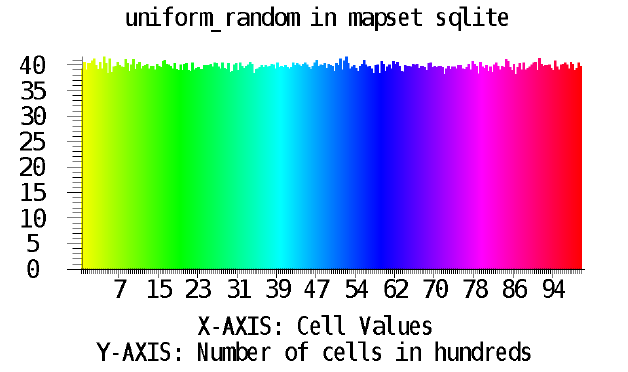 uniform_random in mapset sqlite
40
35
30
25
20
15
10
5
0
7 15 23 31 39 47 54 62 70 78 86 94
X-AXIS: Cell Values
Y-AXIS: Number of cells in hundreds